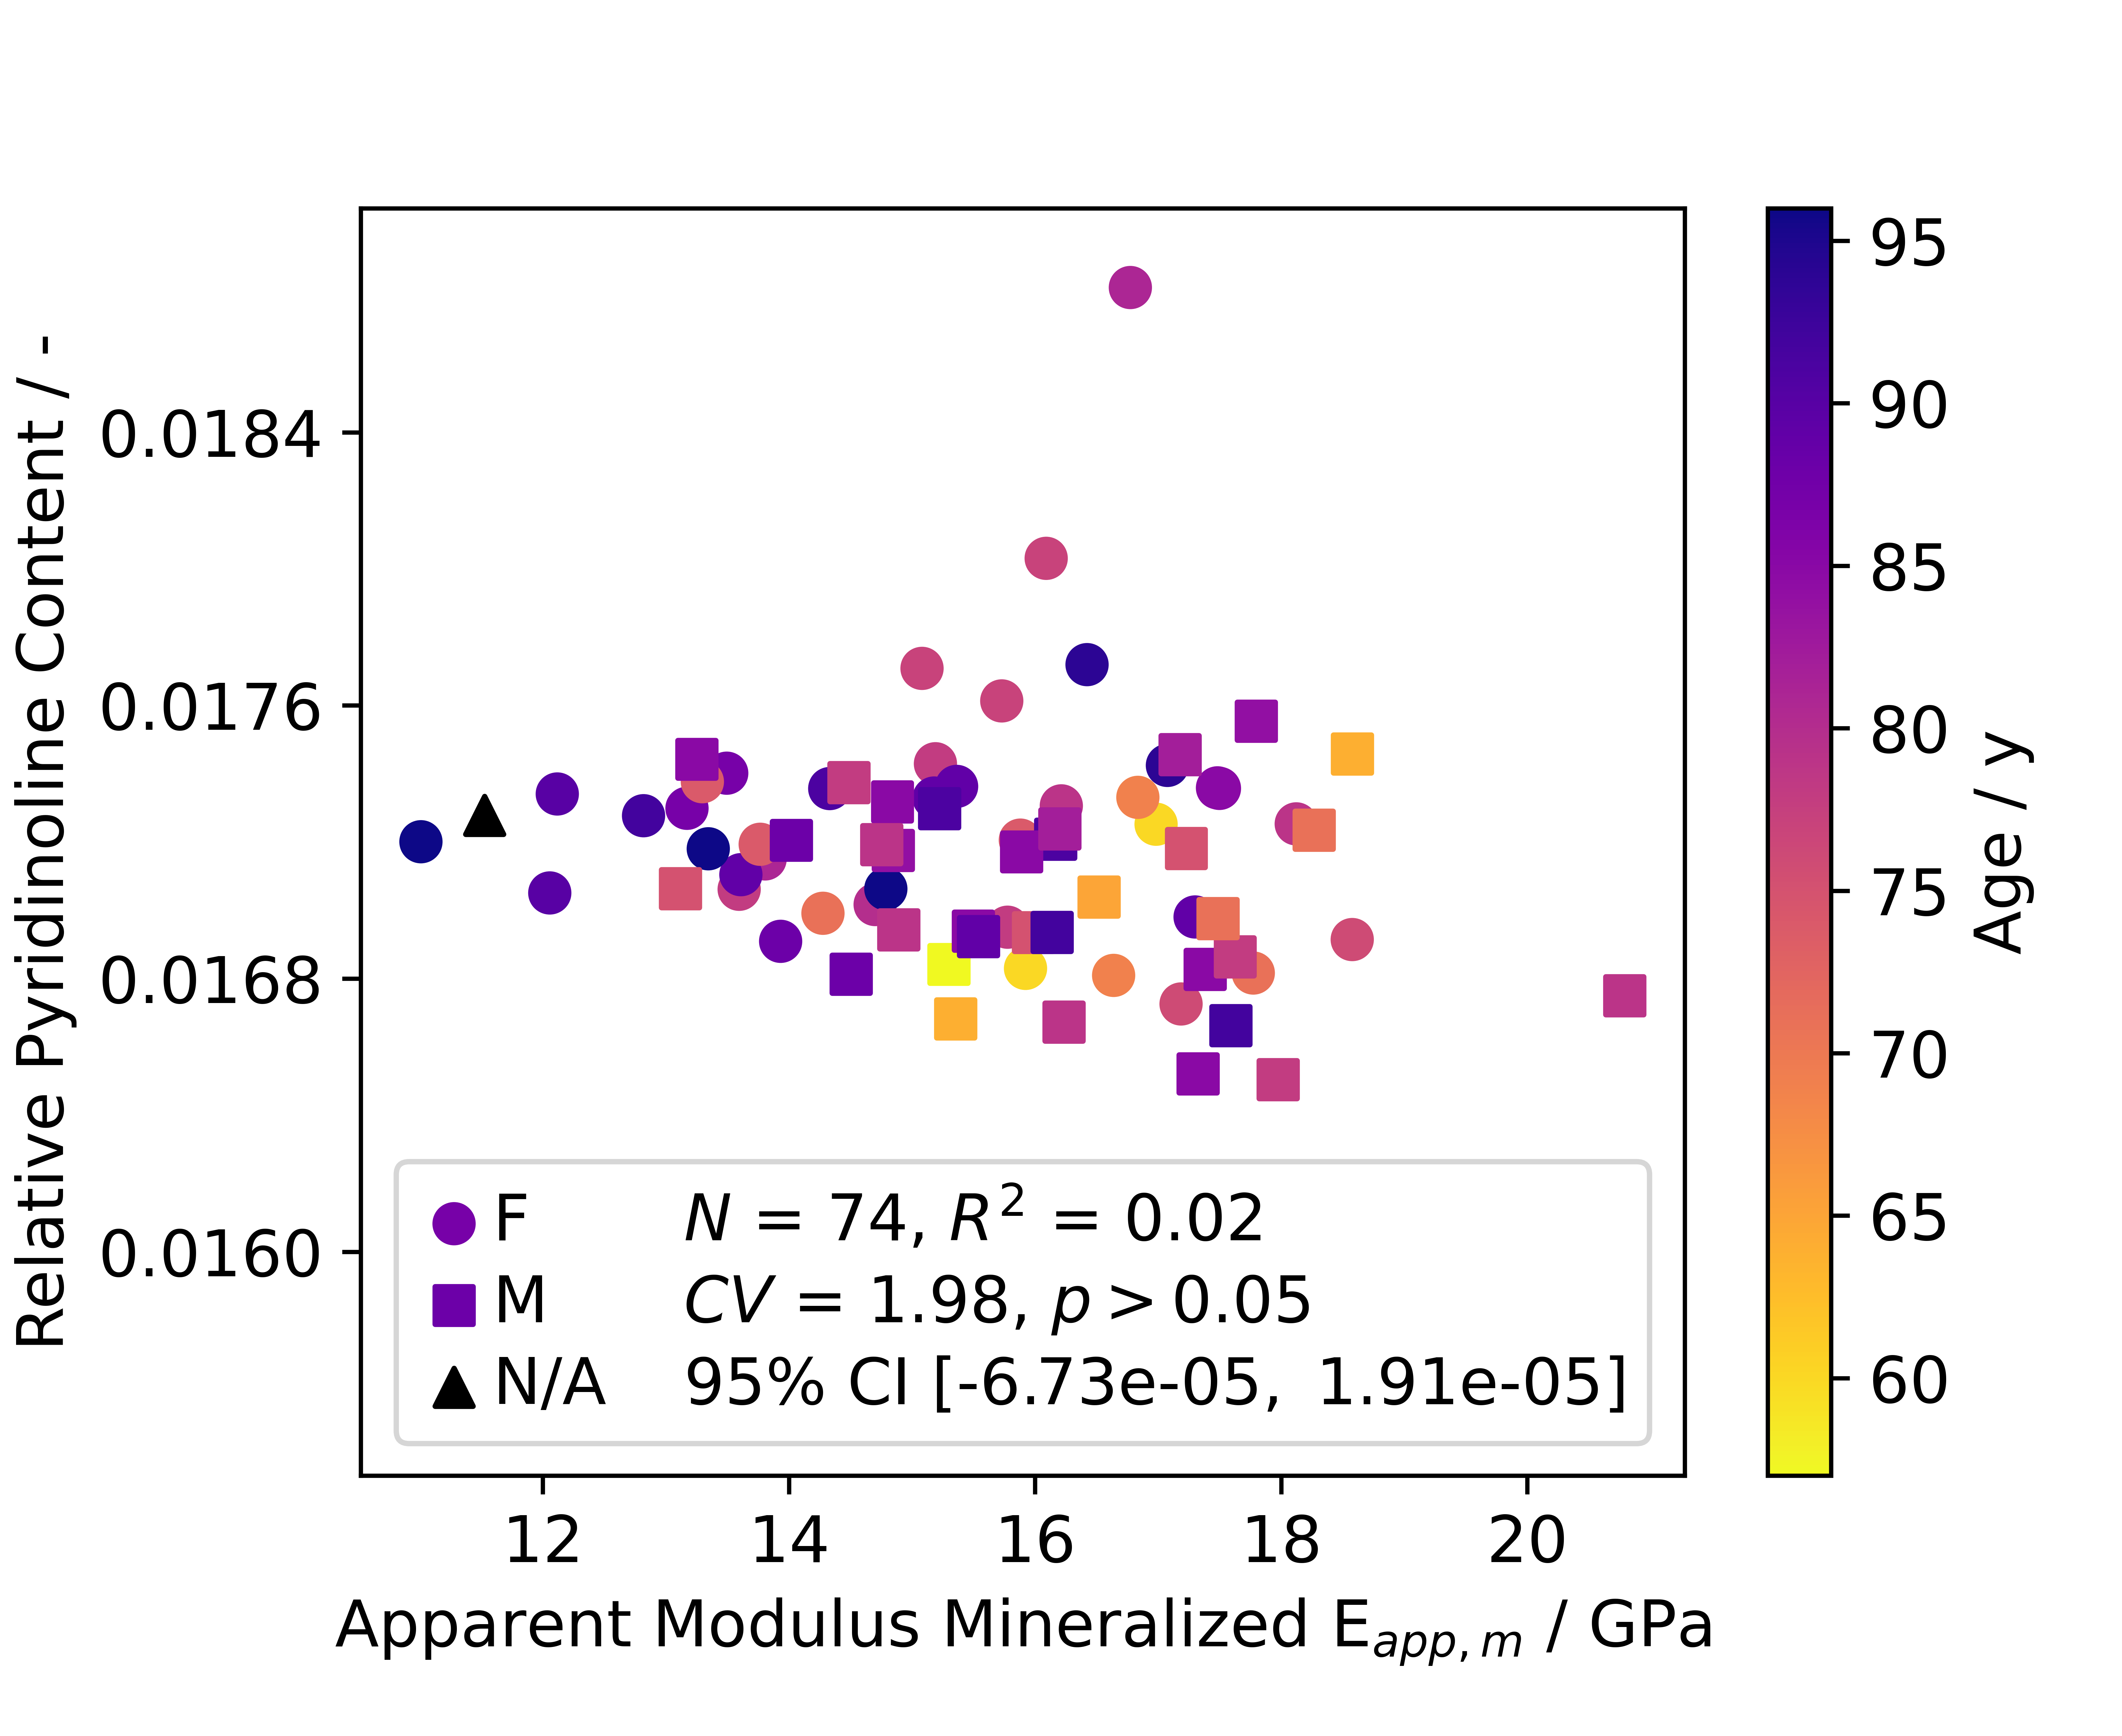 Relative Pyridinoline Content / -
0.0184
0.0176
0.0168
0.0160
F N = 74, R² = 0.02
M CV = 1.98, p > 0.05
N/A 95% CI [-6.73e-05, 1.91e-05]
12 14 16 18 20
Apparent Modulus Mineralized E_app,m / GPa
95
90
85
80
75
70
65
60
Age / y